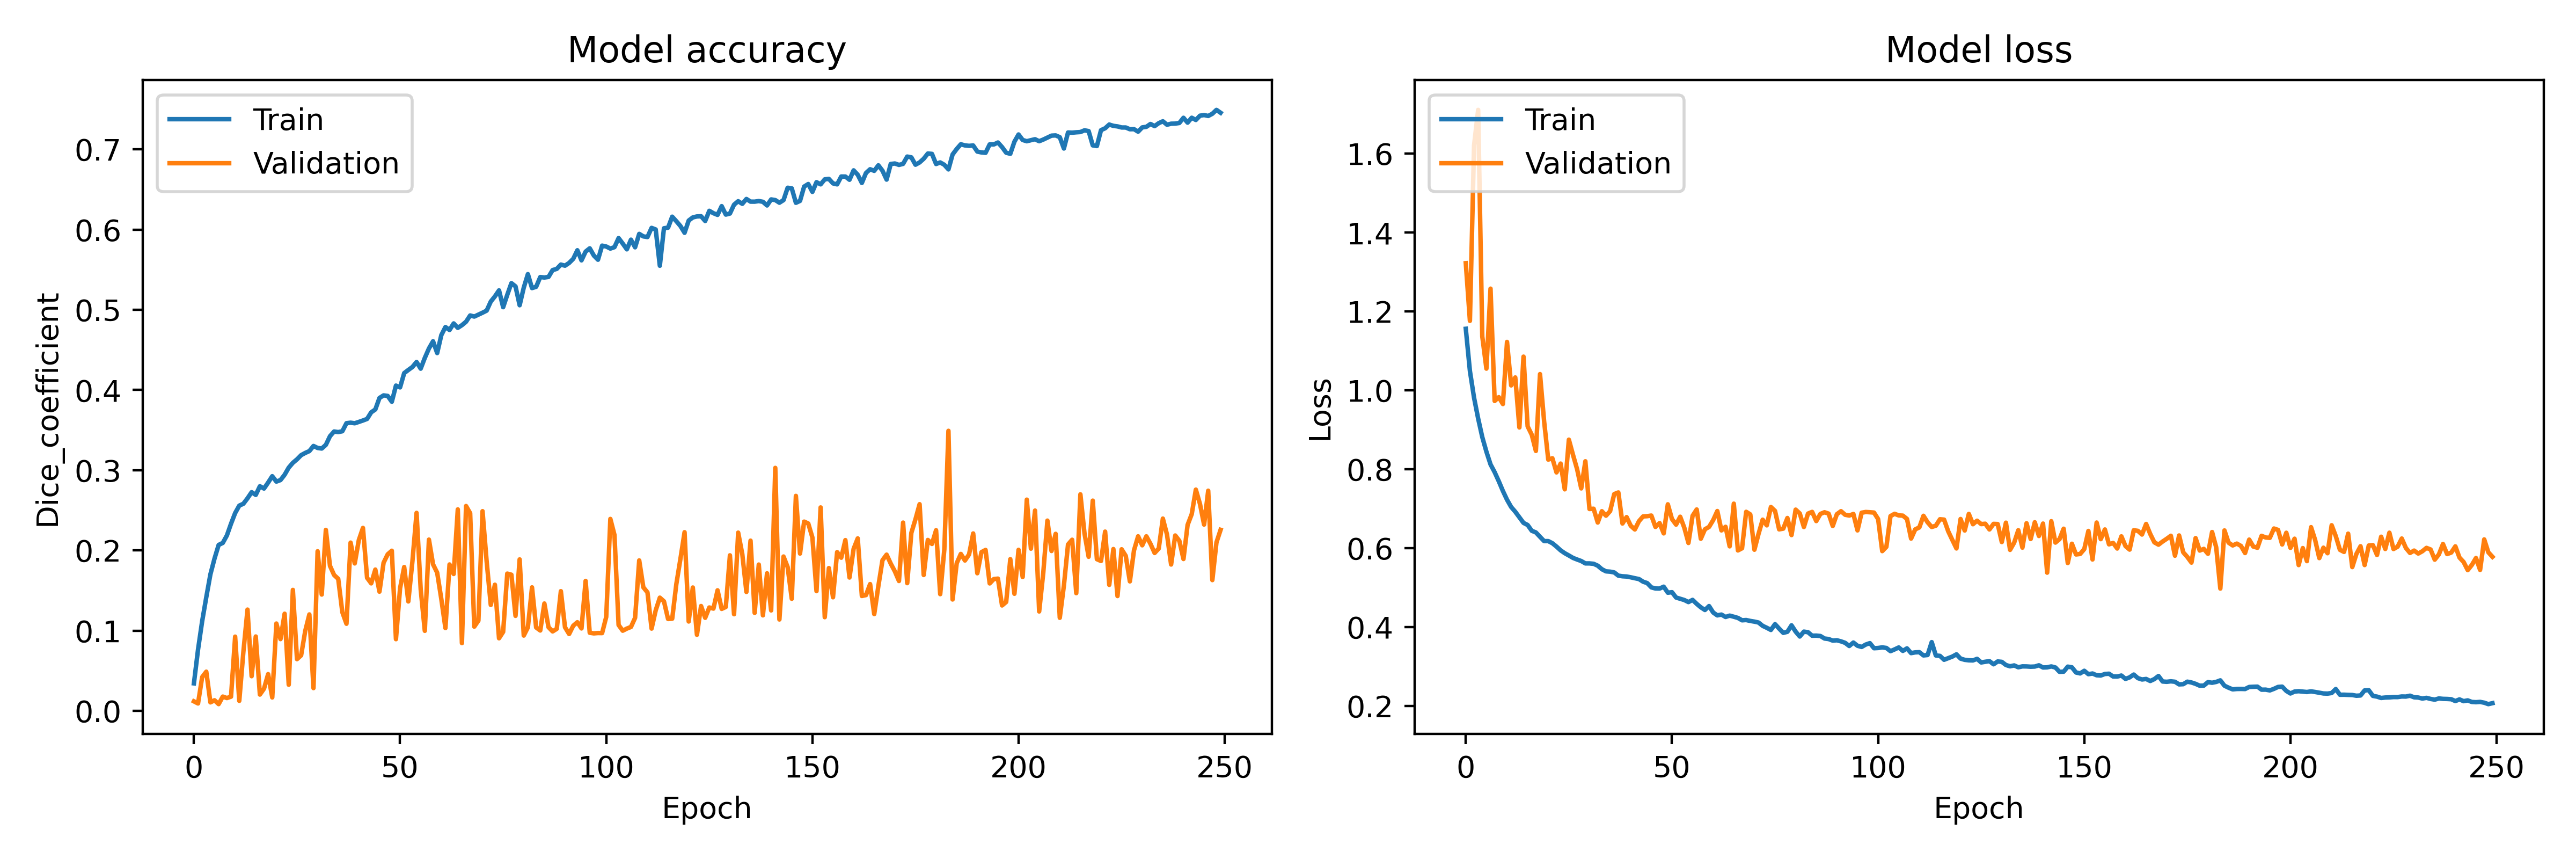 Model accuracy
Train
Validation
Dice_coefficient
0.7
0.6
0.5
0.4
0.3
0.2
0.1
0.0
0 50 100 150 200 250
Epoch
Model loss
Train
Validation
Loss
1.6
1.4
1.2
1.0
0.8
0.6
0.4
0.2
0 50 100 150 200 250
Epoch